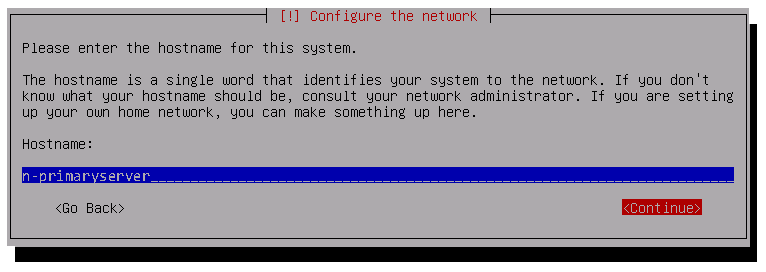 [!] Configure the network
Please enter the hostname for this system.
The hostname is a single word that identifies your system to the network. If you don't
know what your hostname should be, consult your network administrator. If you are setting
up your own home network, you can make something up here.
Hostname:
n-primaryserver
<Go Back> <Continue>